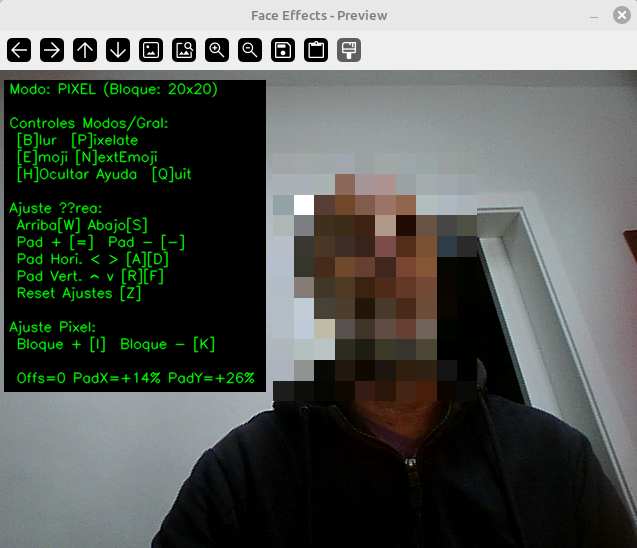 Face Effects - Preview
Modo: PIXEL (Bloque: 20x20)
Controles Modos/Gral:
[B]lur [P]ixelate
[E]moji [N]extEmoji
[H]Ocultar Ayuda [Q]uit
Ajuste ??rea:
Arriba[W] Abajo[S]
Pad + [=] Pad - [-]
Pad Hori. < > [A][D]
Pad Vert. ^ v [R][F]
Reset Ajustes [Z]
Ajuste Pixel:
Bloque + [I] Bloque - [K]
Offs=0 PadX=+14% PadY=+26%